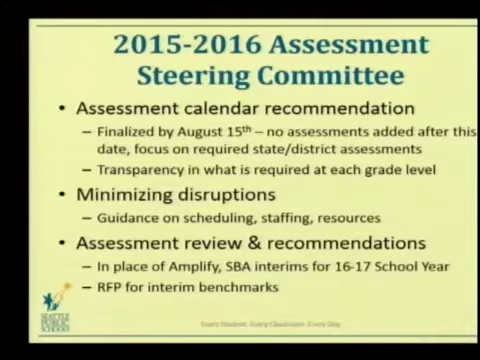 2015-2016 Assessment
Steering Committee
• Assessment calendar recommendation
– Finalized by August 15th – no assessments added after this
date, focus on required state/district assessments
– Transparency in what is required at each grade level
• Minimizing disruptions
– Guidance on scheduling, staffing, resources
• Assessment review & recommendations
– In place of Amplify, SBA interims for 16-17 School Year
– RFP for interim benchmarks
SEATTLE
PUBLIC
SCHOOLS
Every Student. Every Classroom. Every Day.